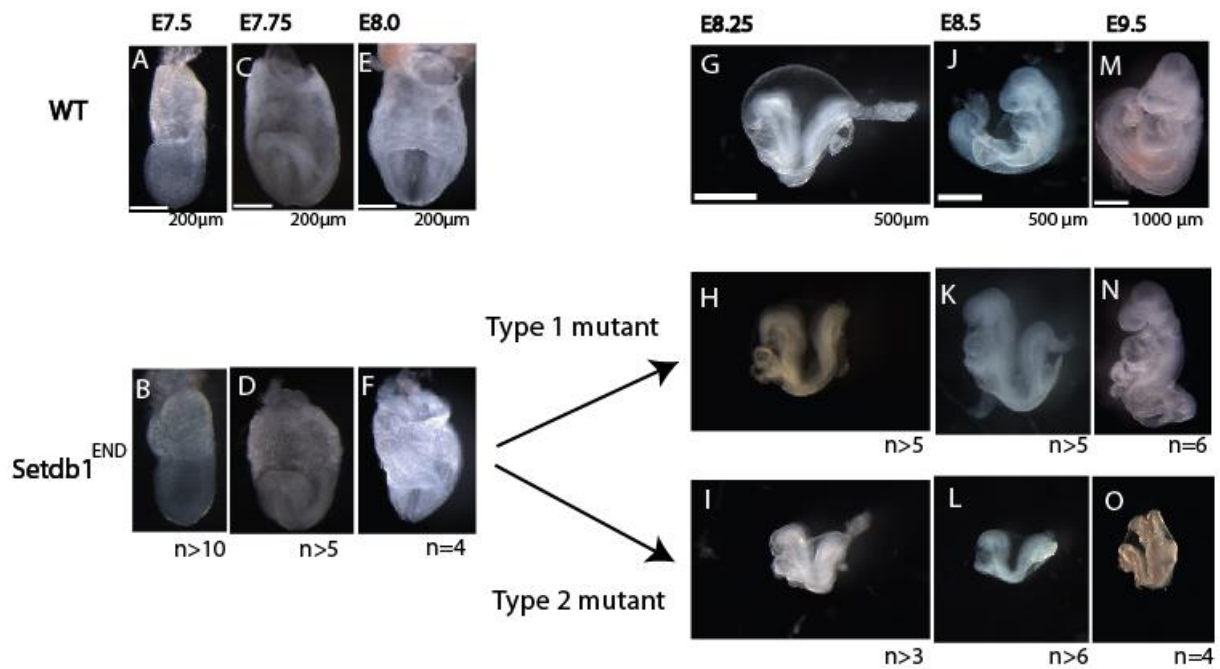 E7.5 E7.75 E8.0 E8.25 E8.5 E9.5
WT
A C E G J M
200μm 200μm 200μm 500μm 500 μm 1000 μm
Type 1 mutant
H K N
n>5 n>5 n=6
Setdb1END
B D F
n>10 n>5 n=4
Type 2 mutant
I L O
n>3 n>6 n=4